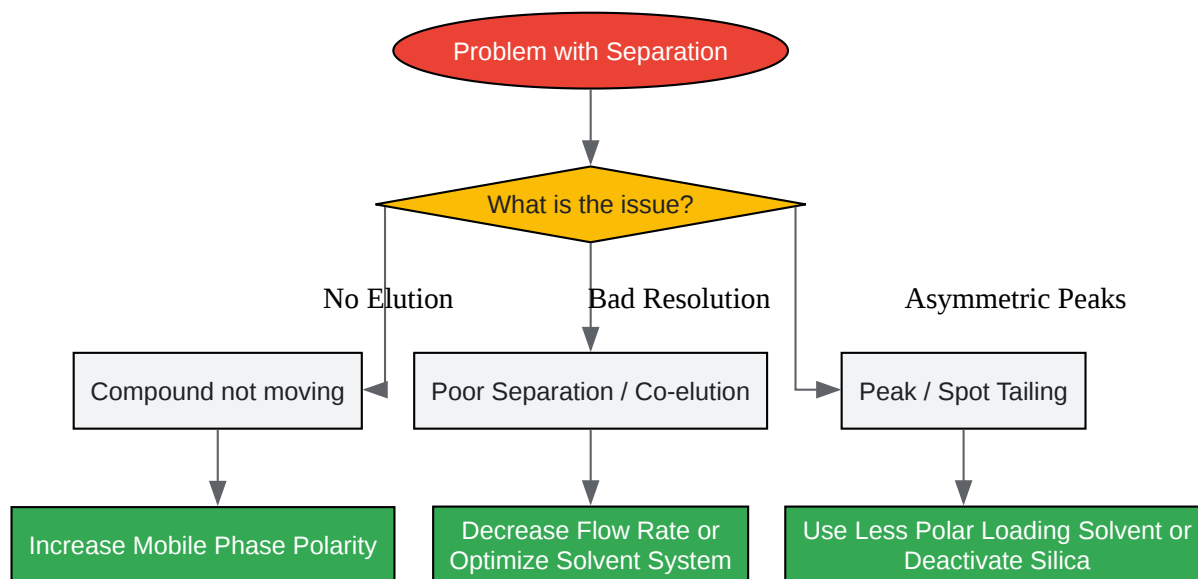 Problem with Separation
What is the issue?
No Elution
Bad Resolution
Asymmetric Peaks
Compound not moving
Poor Separation / Co-elution
Peak / Spot Tailing
Increase Mobile Phase Polarity
Decrease Flow Rate or
Optimize Solvent System
Use Less Polar Loading Solvent or
Deactivate Silica